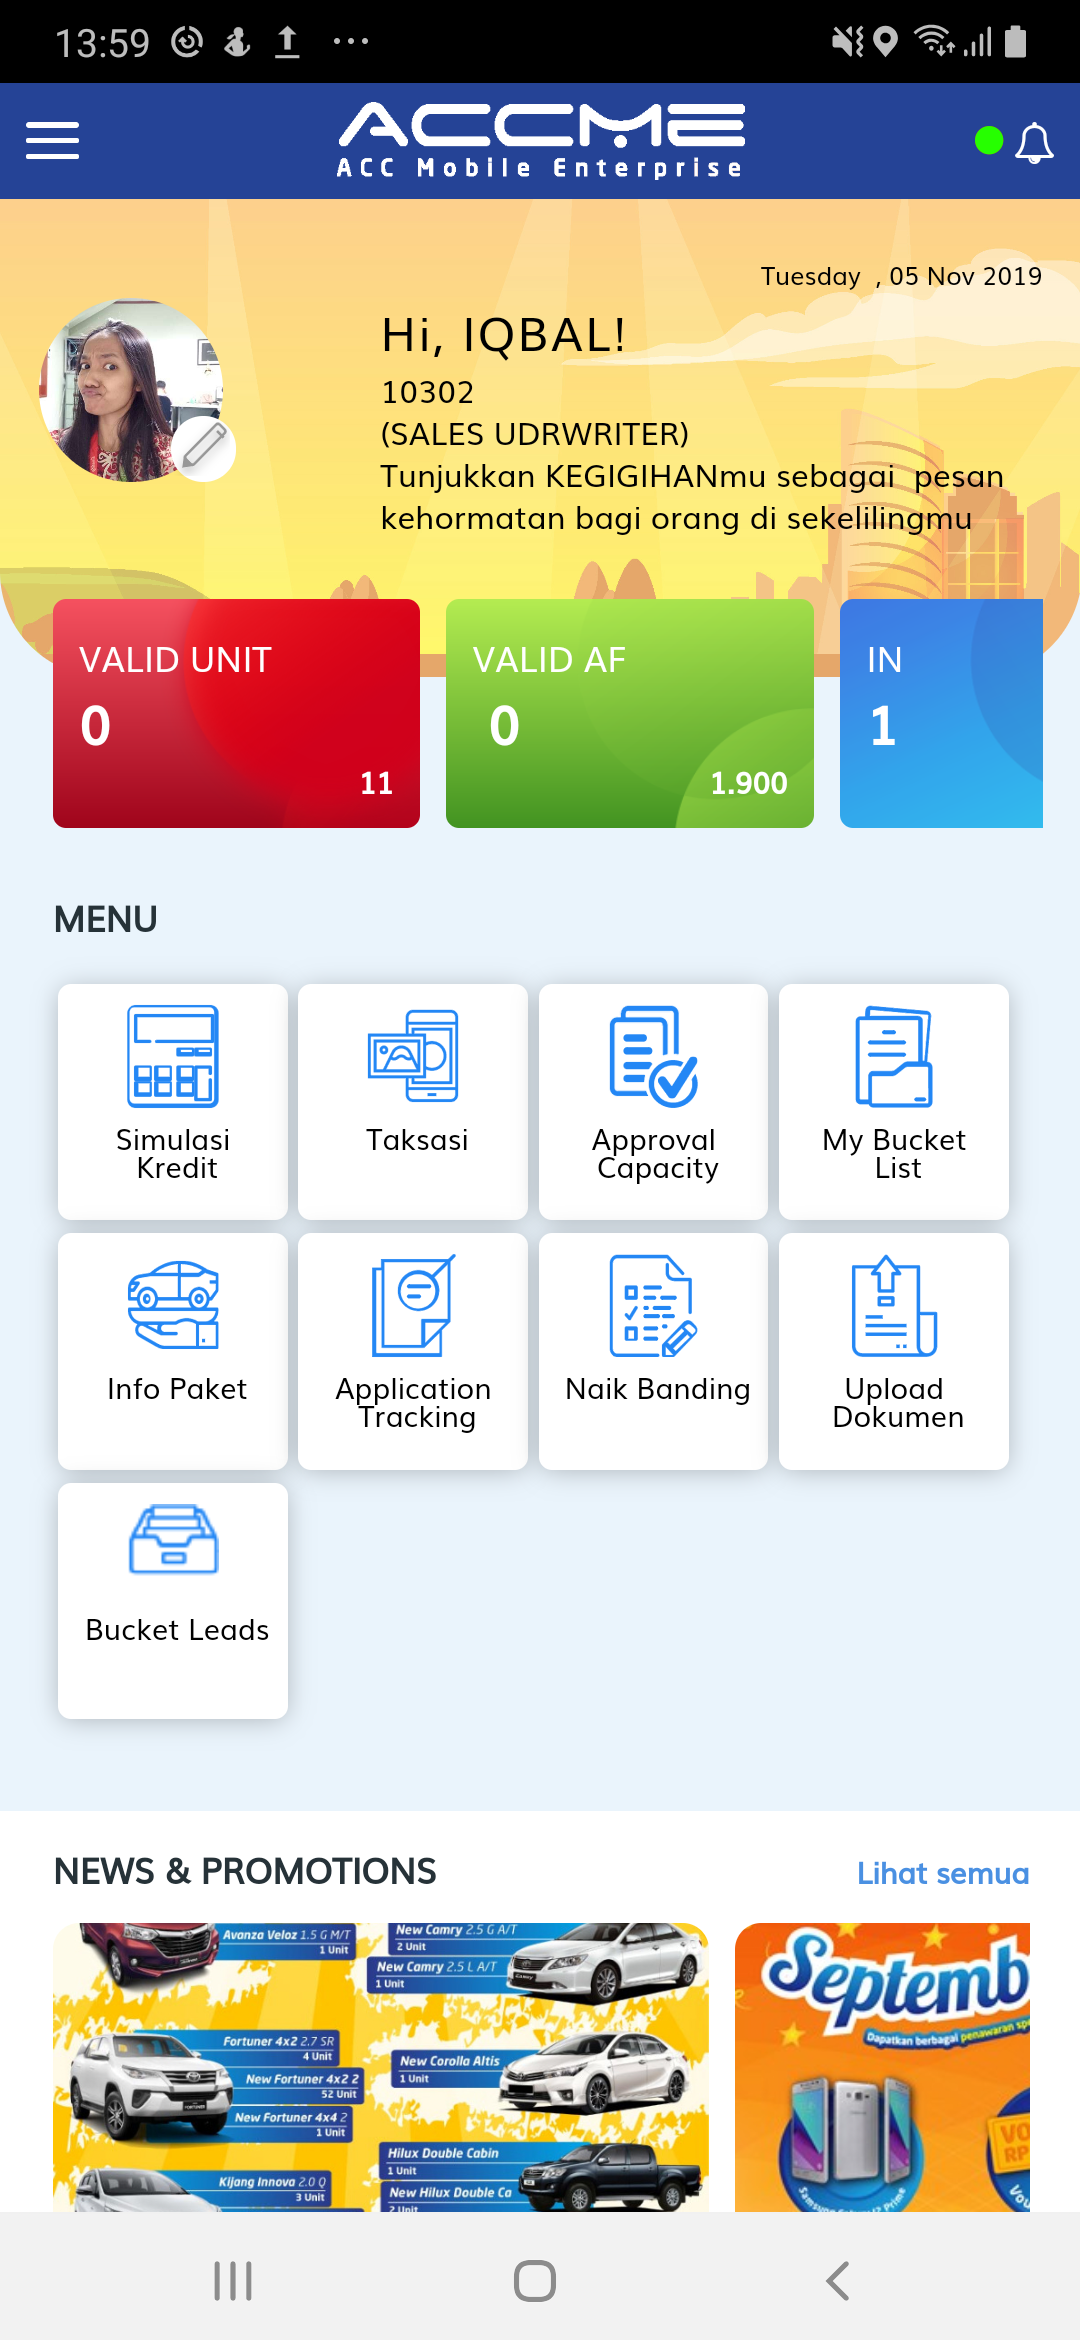 13:59
ACCME
ACC Mobile Enterprise
Tuesday , 05 Nov 2019
Hi, IQBAL!
10302
(SALES UDRWRITER)
Tunjukkan KEGIGIHANmu sebagai pesan
kehormatan bagi orang di sekelilingmu
VALID UNIT
0
11
VALID AF
0
1.900
IN
1
MENU
Simulasi
Kredit
Taksasi
Approval
Capacity
My Bucket
List
Info Paket
Application
Tracking
Naik Banding
Upload
Dokumen
Bucket Leads
NEWS & PROMOTIONS
Lihat semua
Avanza Veloz 1.5 G M/T
1 Unit
New Camry 2.5 G A/T
2 Unit
New Camry 2.5 L A/T
1 Unit
Fortuner 4x2 2.7 SR
4 Unit
New Fortuner 4x2 2
52 Unit
New Fortuner 4x4 2
1 Unit
New Corolla Altis
1 Unit
Kijang Innova 2.0 Q
3 Unit
Hilux Double Cabin
1 Unit
New Hilux Double Ca
2 Unit
Septemb
Dapatkan berbagai penawaran sp
VO
RP
Vou